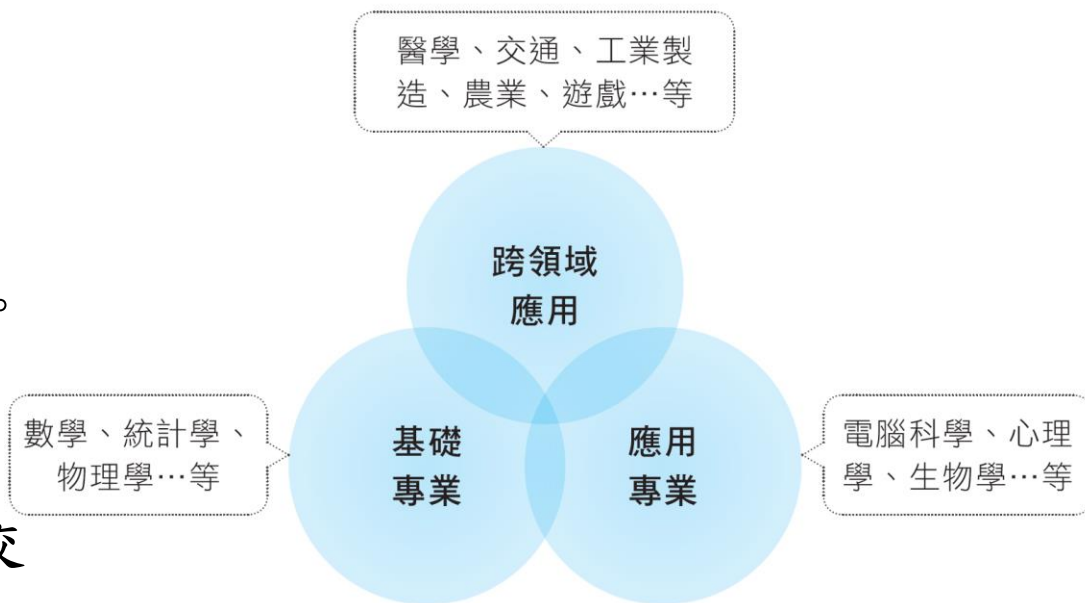 醫學、交通、工業製
造、農業、遊戲…等
跨領域
應用
。
數學、統計學、
物理學…等
基礎
專業
應用
專業
電腦科學、心理
學、生物學…等
交